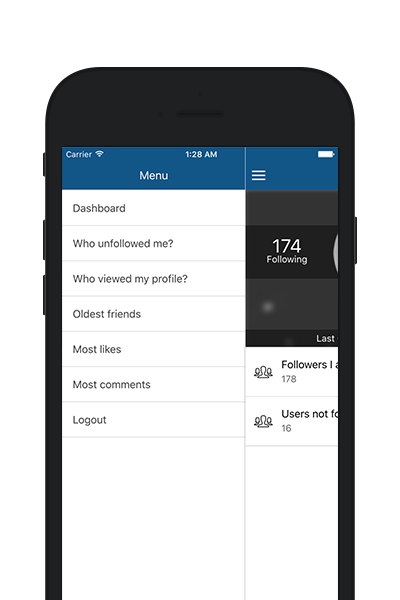 Carrier
1:28 AM
Menu
Dashboard
Who unfollowed me?
Who viewed my profile?
Oldest friends
Most likes
Most comments
Logout
174
Following
Last
Followers I a
178
Users not fo
16